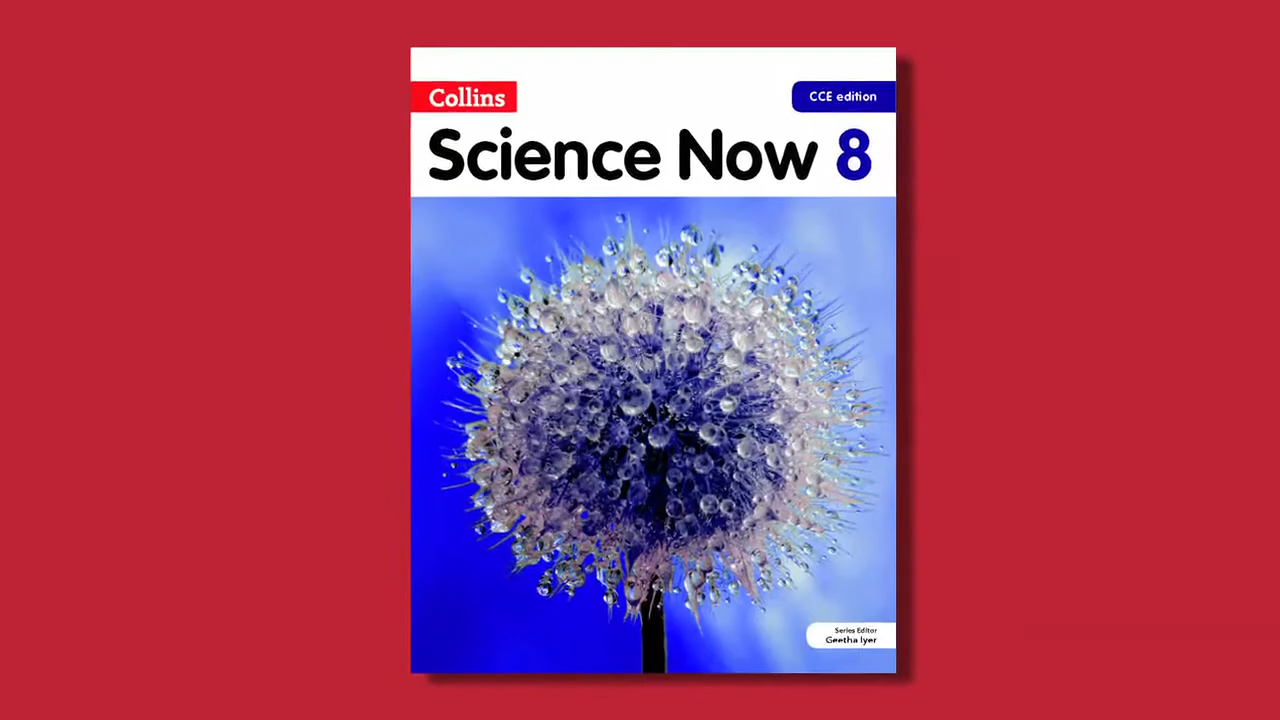 Collins
CCE edition
Science Now 8
Series Editor
Geetha Iyer